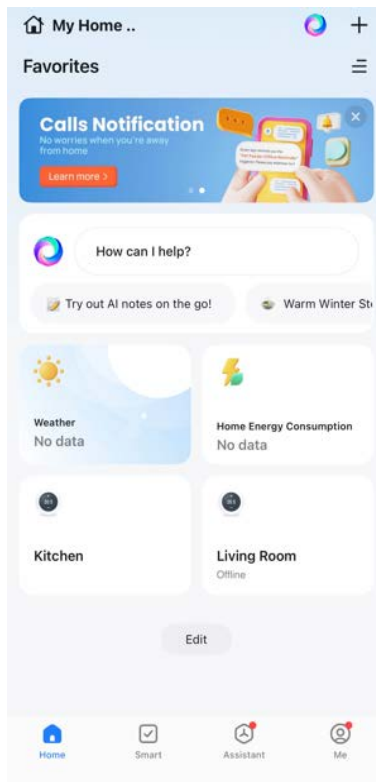 My Home ..
Favorites
Calls Notification
No worries when you're away
from home
Learn more >
How can I help?
Try out AI notes on the go!
Warm Winter St
Weather
No data
Home Energy Consumption
No data
Kitchen
Living Room
Offline
Edit
Home
Smart
Assistant
Me